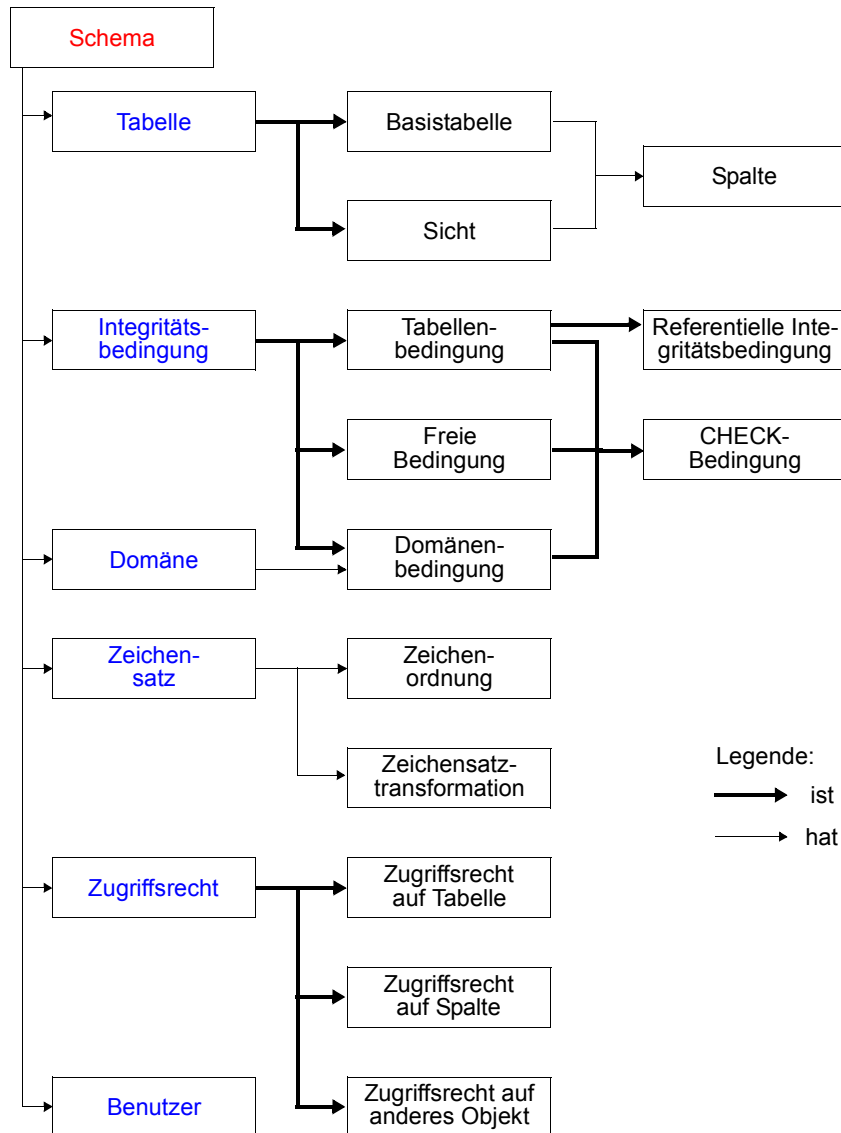 Schema
Tabelle
Basistabelle
Spalte
Sicht
Integritäts-
bedingung
Tabellen-
bedingung
Referentielle Inte-
gritätsbedingung
Freie
Bedingung
CHECK-
Bedingung
Domäne
Domänen-
bedingung
Zeichen-
satz
Zeichen-
ordnung
Zeichensatz-
transformation
Legende:
ist
hat
Zugriffsrecht
Zugriffsrecht
auf Tabelle
Zugriffsrecht
auf Spalte
Benutzer
Zugriffsrecht auf
anderes Objekt